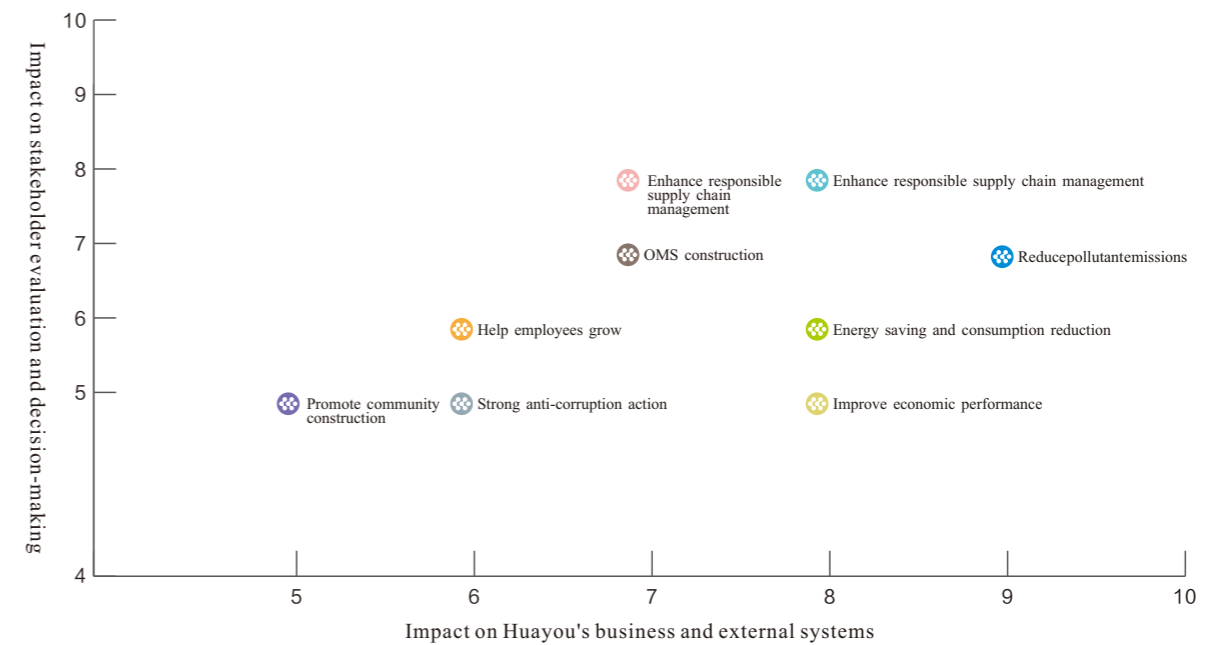 10
9
8
7
6
5
4
Impact on stakeholder evaluation and decision-making
Enhance responsible
supply chain
management
Enhance responsible supply chain management
OMS construction
Reducepollutantemissions
Help employees grow
Energy saving and consumption reduction
Promote community
construction
Strong anti-corruption action
Improve economic performance
5
6
7
8
9
10
Impact on Huayou's business and external systems